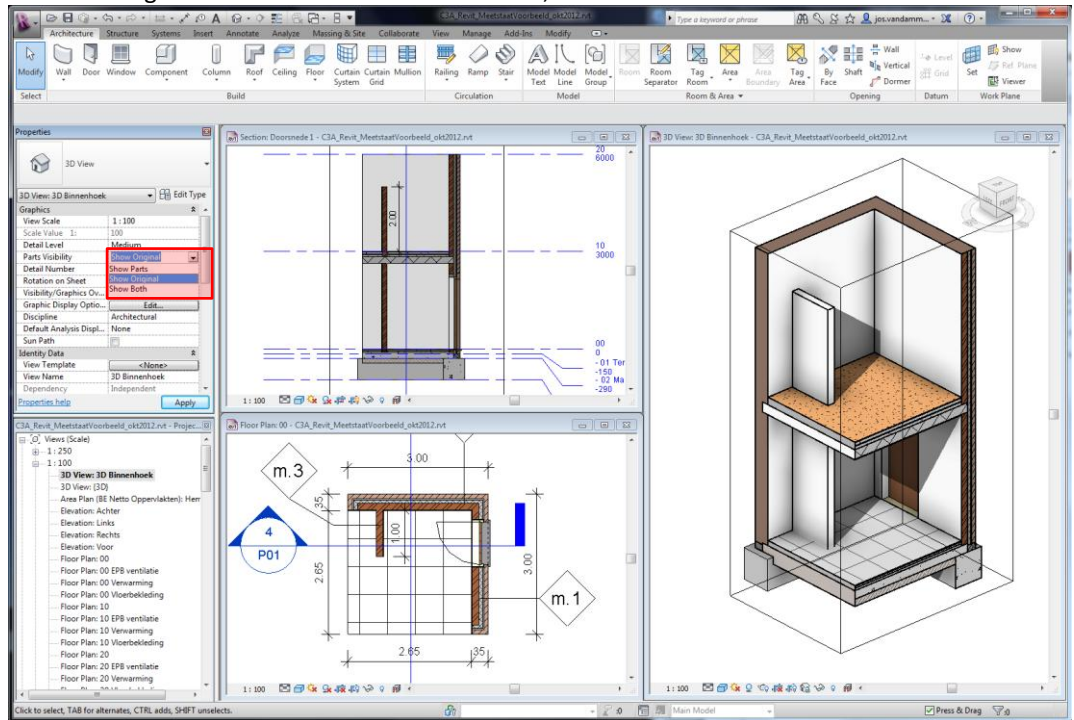 C3A_Revit_MeetstaatVoorbeeld_okt2012.rvt
Type a keyword or phrase
jos.vandamm...
Architecture Structure Systems Insert Annotate Analyze Massing & Site Collaborate View Manage Add-Ins Modify
Modify Wall Door Window Component Column Roof Ceiling Floor Curtain System Curtain Grid Mullion Railing Ramp Stair Model Text Model Line Model Group Room Room Separator Tag Room Area Area Boundary Tag Area By Face Shaft Wall Vertical Dormer Level Grid Set Show Ref Plane Viewer
Select Build Circulation Model Room & Area Opening Datum Work Plane
Properties
3D View
3D View: 3D Binnenhoek
Edit Type
Graphics
View Scale 1 : 100
Scale Value 1: 100
Detail Level Medium
Parts Visibility Show Original
Detail Number Show Parts
Rotation on Sheet Show Original
Visibility/Graphics Ov... Show Both
Graphic Display Optio... Edit...
Discipline Architectural
Default Analysis Displ... None
Sun Path
Identity Data
View Template <None>
View Name 3D Binnenhoek
Dependency Independent
Properties help
Apply
C3A_Revit_MeetstaatVoorbeeld_okt2012.rvt - Projec...
Views (Scale)
1 : 250
1 : 100
3D View: 3D Binnenhoek
3D View: {3D}
Area Plan (BE Netto Oppervlakten): Hem
Elevation: Achter
Elevation: Links
Elevation: Rechts
Elevation: Voor
Floor Plan: 00
Floor Plan: 00 EPB ventilatie
Floor Plan: 00 Verwarming
Floor Plan: 00 Vloerbekleding
Floor Plan: 10
Floor Plan: 10 EPB ventilatie
Floor Plan: 10 Verwarming
Floor Plan: 10 Vloerbekleding
Floor Plan: 20
Floor Plan: 20 EPB ventilatie
Floor Plan: 20 Verwarming
Section: Doorsnede 1 - C3A_Revit_MeetstaatVoorbeeld_okt2012.rvt
20
6000
2.00
10
3000
00
0
- 01 Ter
-150
- 02 Ma
-290
1 : 100
Floor Plan: 00 - C3A_Revit_MeetstaatVoorbeeld_okt2012.rvt
m.3
3.00
35
4
P01
1.00
2.65
3.00
m.1
2.65
35
1 : 100
3D View: 3D Binnenhoek - C3A_Revit_MeetstaatVoorbeeld_okt2012.rvt
FRONT
1 : 100
Click to select, TAB for alternates, CTRL adds, SHIFT unselects.
:0
Main Model
Press & Drag
:0